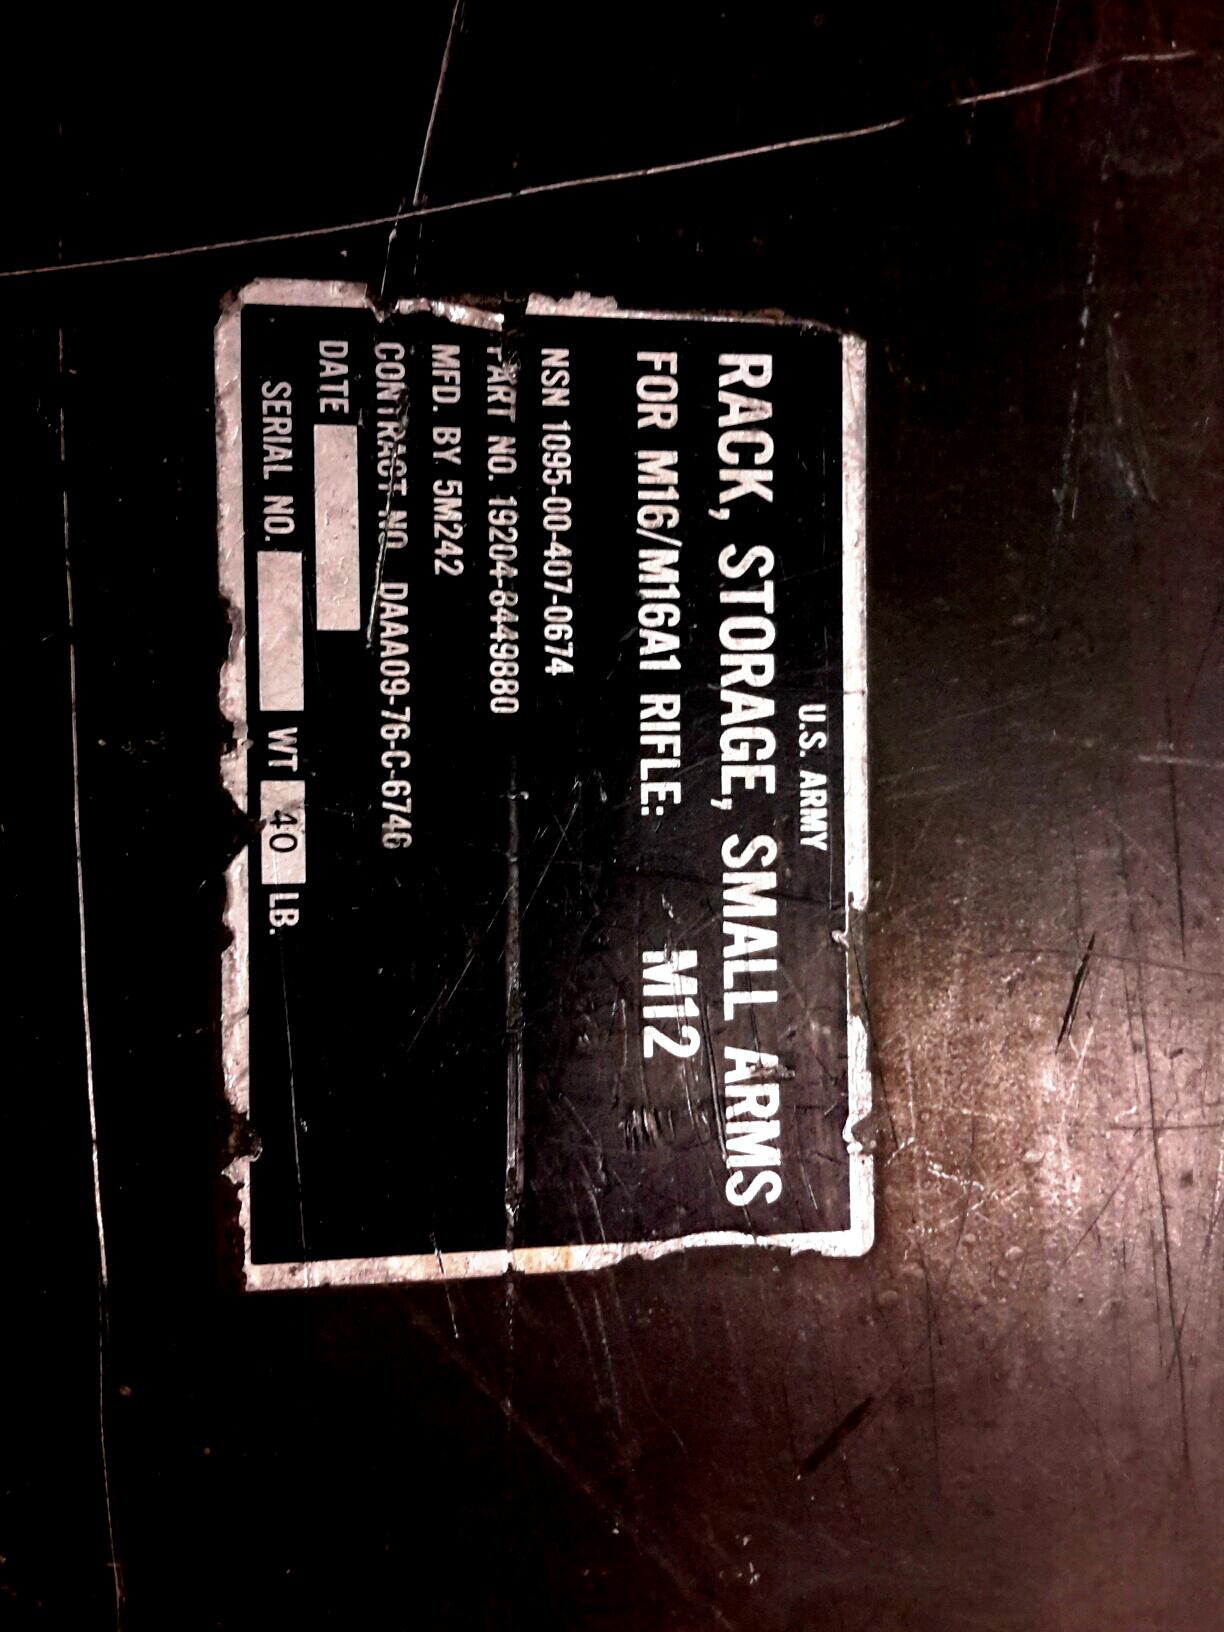 U.S. ARMY
RACK, STORAGE, SMALL ARMS
FOR M16/M16A1 RIFLE: M12
NSN 1095-00-407-0674
PART NO. 19204-8449880
MFD. BY 5M242
CONTRACT NO. DAAA09-76-C-6746
DATE
SERIAL NO. WT 40 LB.